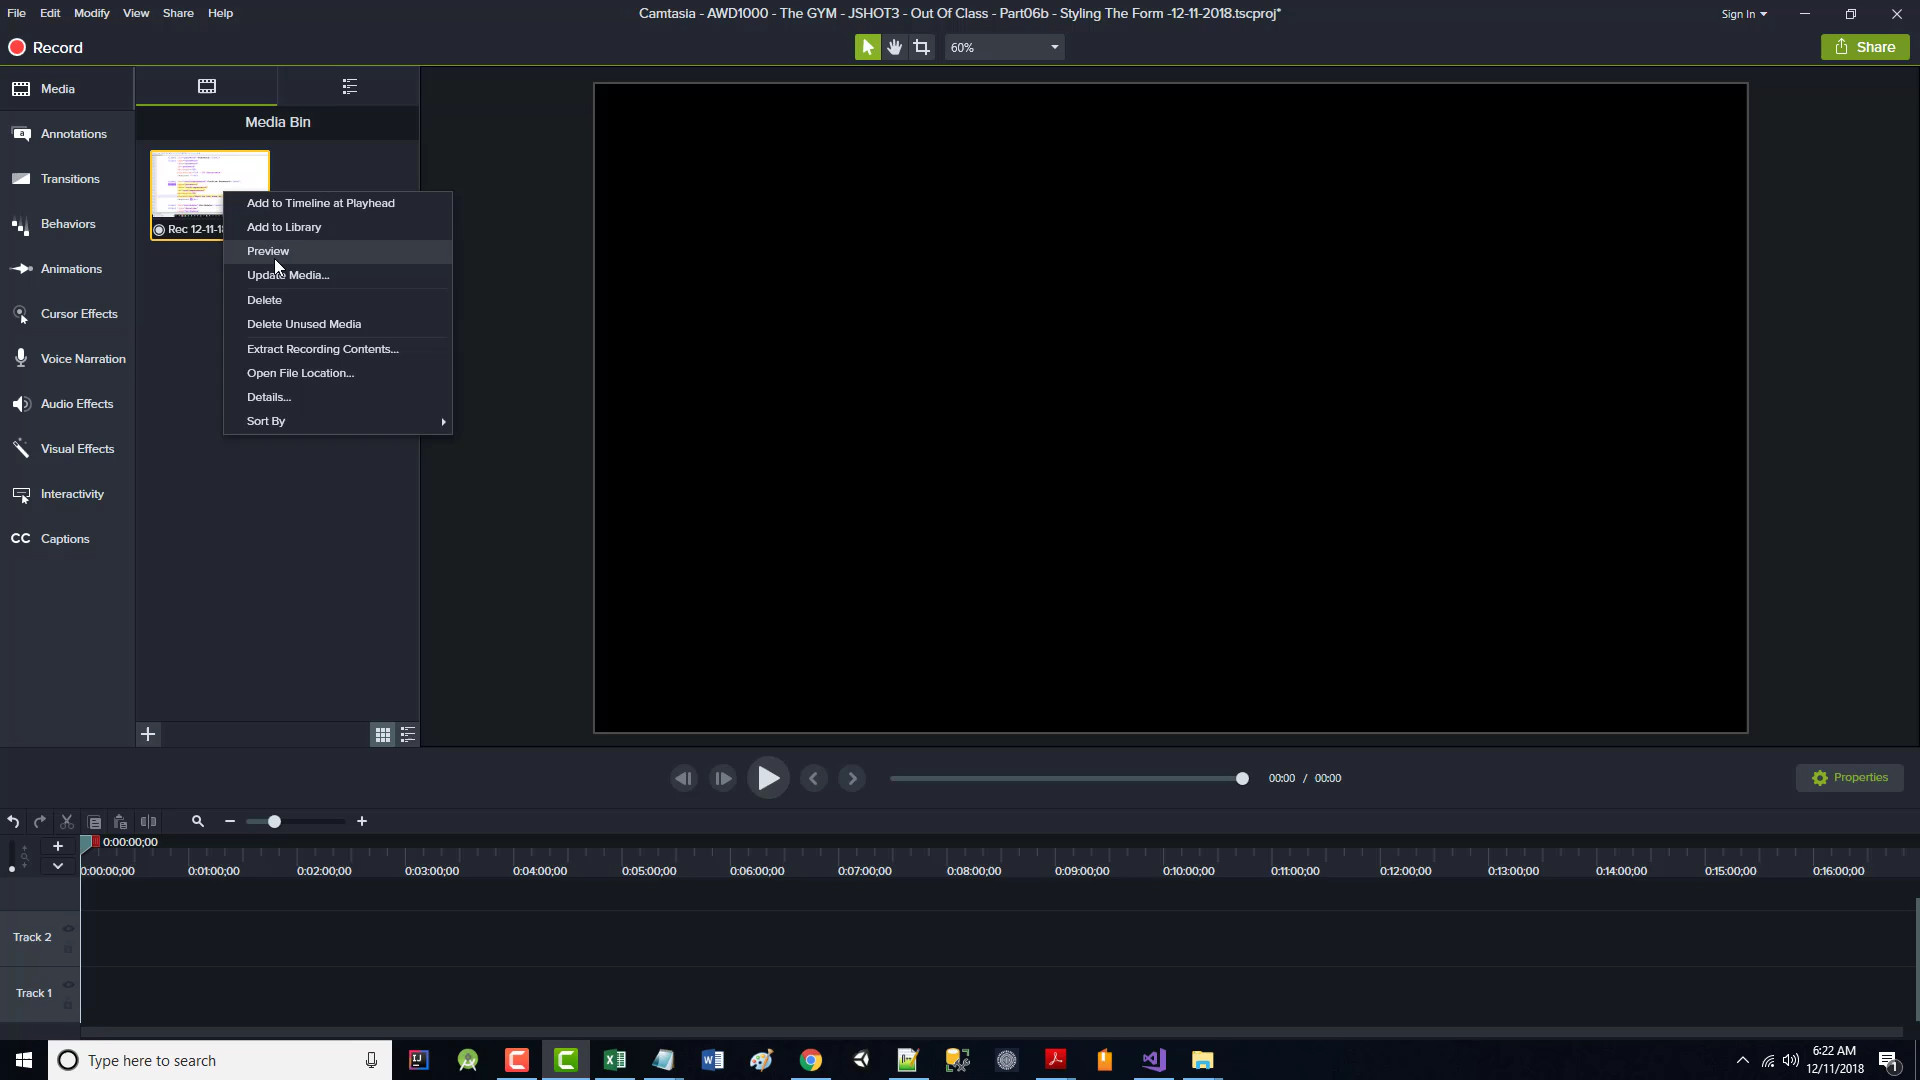 File Edit Modify View Share Help
Camtasia - AWD1000 - The GYM - JSHOT3 - Out Of Class - Part06b - Styling The Form -12-11-2018.tscproj*
Sign In
Record
60%
Share
Media
Annotations
Transitions
Behaviors
Animations
Cursor Effects
Voice Narration
Audio Effects
Visual Effects
Interactivity
CC Captions
Media Bin
Rec 12-11-1
Add to Timeline at Playhead
Add to Library
Preview
Update Media...
Delete
Delete Unused Media
Extract Recording Contents...
Open File Location...
Details...
Sort By
00:00 / 00:00
Properties
0:00:00;00
0:00:00;00 0:01:00;00 0:02:00;00 0:03:00;00 0:04:00;00 0:05:00;00 0:06:00;00 0:07:00;00 0:08:00;00 0:09:00;00 0:10:00;00 0:11:00;00 0:12:00;00 0:13:00;00 0:14:00;00 0:15:00;00 0:16:00;00
Track 2
Track 1
Type here to search
6:22 AM
12/11/2018
1